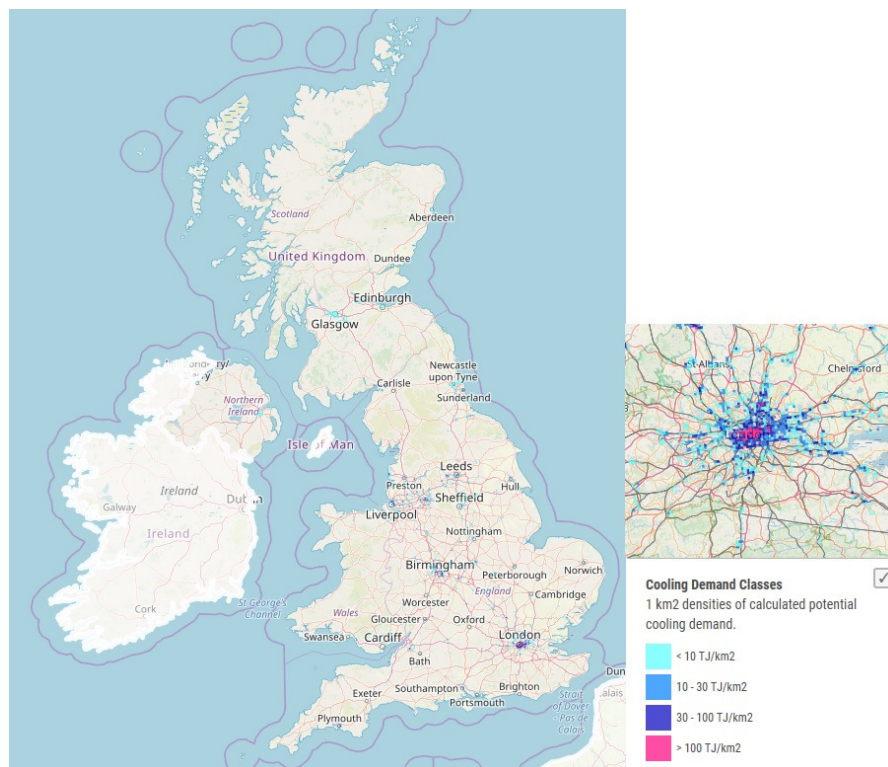 Scotland
Aberdeen
United Kingdom
Dundee
Edinburgh
Glasgow
Newcastle
upon Tyne
Carlisle
Sunderland
Northern
Ireland
Isle of Man
Leeds
Preston
Hull
Sheffield
Liverpool
Ireland
Galway
Ireland
Nottingham
Cork
Birmingham
Peterborough
Norwich
St George's
Channel
Wales
Worcester
England
Cambridge
Gloucester
Oxford
Swansea
Cardiff
London
Bath
Southampton
Brighton
Portsmouth
Exeter
Plymouth
Strait
of Dover
- Pas de
Calais
St Albans
Cooling Demand Classes
1 km2 densities of calculated potential
cooling demand.
< 10 TJ/km2
10 - 30 TJ/km2
30 - 100 TJ/km2
> 100 TJ/km2